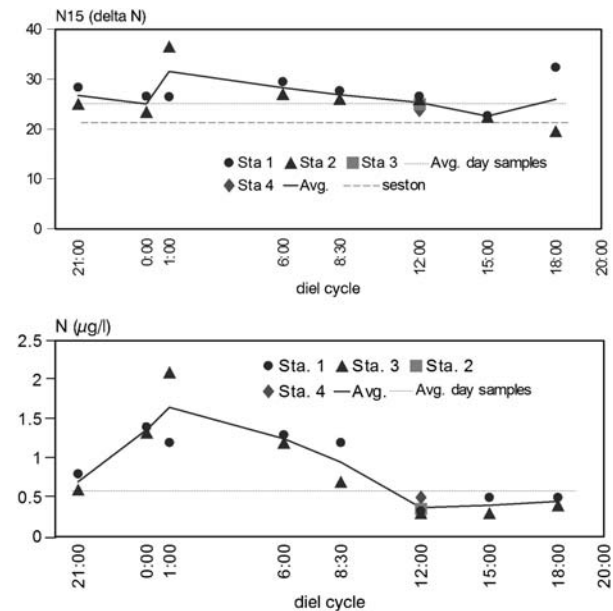 N15 (delta N)
40
30
20
10
0
Sta 1 Sta 2 Sta 3 Avg. day samples
Sta 4 Avg. seston
21:00 0:00 1:00 6:00 8:30 12:00 15:00 18:00 20:00
diel cycle
N (µg/l)
2.5
2
1.5
1
0.5
0
Sta. 1 Sta. 3 Sta. 2
Sta. 4 Avg. Avg. day samples
21:00 0:00 1:00 6:00 8:30 12:00 15:00 18:00 20:00
diel cycle